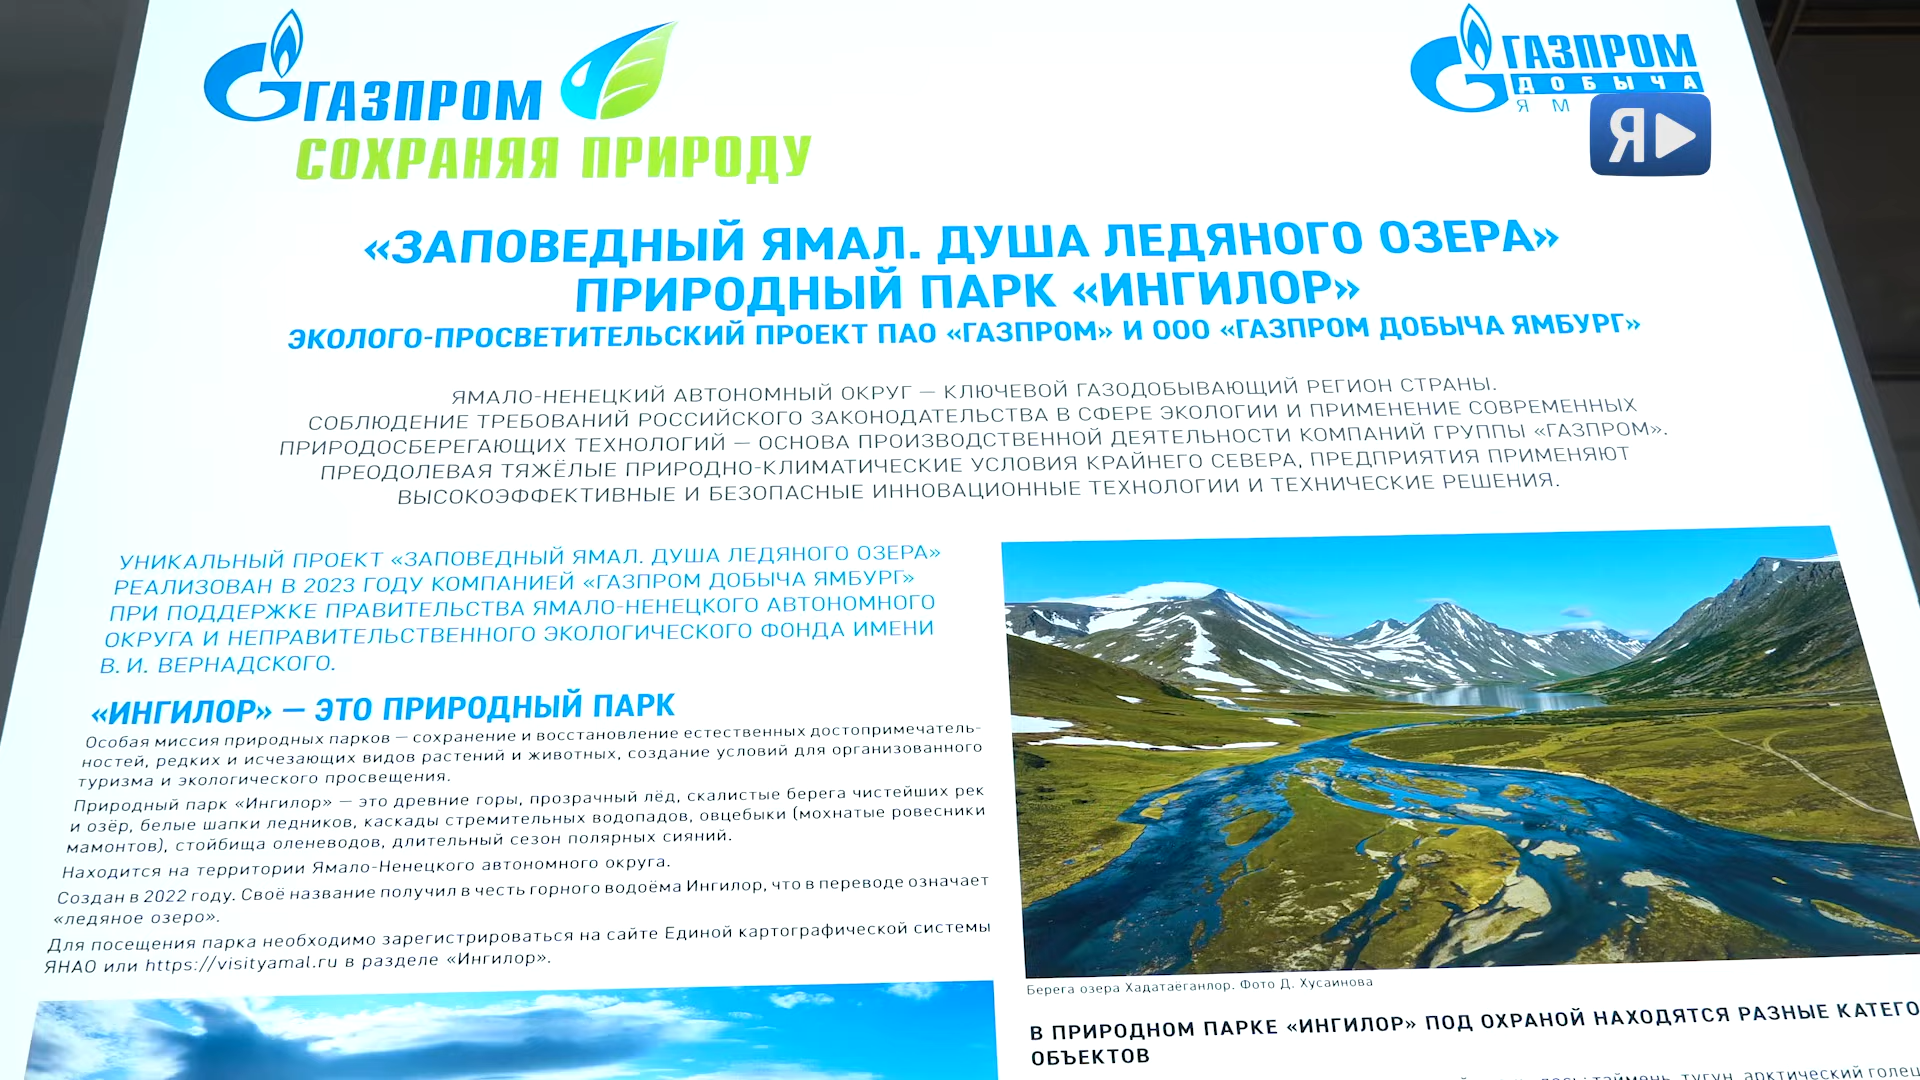 ГАЗПРОМ
СОХРАНЯЯ ПРИРОДУ
ГАЗПРОМ
ДОБЫЧА
Я▶
«ЗАПОВЕДНЫЙ ЯМАЛ. ДУША ЛЕДЯНОГО ОЗЕРА»
ПРИРОДНЫЙ ПАРК «ИНГИЛОР»
ЭКОЛОГО-ПРОСВЕТИТЕЛЬСКИЙ ПРОЕКТ ПАО «ГАЗПРОМ» И ООО «ГАЗПРОМ ДОБЫЧА ЯМБУРГ»
ЯМАЛО-НЕНЕЦКИЙ АВТОНОМНЫЙ ОКРУГ — КЛЮЧЕВОЙ ГАЗОДОБЫВАЮЩИЙ РЕГИОН СТРАНЫ.
СОБЛЮДЕНИЕ ТРЕБОВАНИЙ РОССИЙСКОГО ЗАКОНОДАТЕЛЬСТВА В СФЕРЕ ЭКОЛОГИИ И ПРИМЕНЕНИЕ СОВРЕМЕННЫХ
ПРИРОДОСБЕРЕГАЮЩИХ ТЕХНОЛОГИЙ — ОСНОВА ПРОИЗВОДСТВЕННОЙ ДЕЯТЕЛЬНОСТИ КОМПАНИЙ ГРУППЫ «ГАЗПРОМ».
ПРЕОДОЛЕВАЯ ТЯЖЁЛЫЕ ПРИРОДНО-КЛИМАТИЧЕСКИЕ УСЛОВИЯ КРАЙНЕГО СЕВЕРА, ПРЕДПРИЯТИЯ ПРИМЕНЯЮТ
ВЫСОКОЭФФЕКТИВНЫЕ И БЕЗОПАСНЫЕ ИННОВАЦИОННЫЕ ТЕХНОЛОГИИ И ТЕХНИЧЕСКИЕ РЕШЕНИЯ.
УНИКАЛЬНЫЙ ПРОЕКТ «ЗАПОВЕДНЫЙ ЯМАЛ. ДУША ЛЕДЯНОГО ОЗЕРА»
РЕАЛИЗОВАН В 2023 ГОДУ КОМПАНИЕЙ «ГАЗПРОМ ДОБЫЧА ЯМБУРГ»
ПРИ ПОДДЕРЖКЕ ПРАВИТЕЛЬСТВА ЯМАЛО-НЕНЕЦКОГО АВТОНОМНОГО
ОКРУГА И НЕПРАВИТЕЛЬСТВЕННОГО ЭКОЛОГИЧЕСКОГО ФОНДА ИМЕНИ
В. И. ВЕРНАДСКОГО.
«ИНГИЛОР» — ЭТО ПРИРОДНЫЙ ПАРК
Особая миссия природных парков — сохранение и восстановление естественных достопримечатель-
ностей, редких и исчезающих видов растений и животных, создание условий для организованного
туризма и экологического просвещения.
Природный парк «Ингилор» — это древние горы, прозрачный лёд, скалистые берега чистейших рек
и озёр, белые шапки ледников, каскады стремительных водопадов, овцебыки (мохнатые ровесники
мамонтов), стойбища оленеводов, длительный сезон полярных сияний.
Находится на территории Ямало-Ненецкого автономного округа.
Создан в 2022 году. Своё название получил в честь горного водоёма Ингилор, что в переводе означает
«ледяное озеро».
Для посещения парка необходимо зарегистрироваться на сайте Единой картографической системы
ЯНАО или https://visityamal.ru в разделе «Ингилор».
Берега озера Хадатаёганлор. Фото Д. Хусаинова
В ПРИРОДНОМ ПАРКЕ «ИНГИЛОР» ПОД ОХРАНОЙ НАХОДЯТСЯ РАЗНЫЕ КАТЕГО
ОБЪЕКТОВ
таймень, тугун, арктический голец